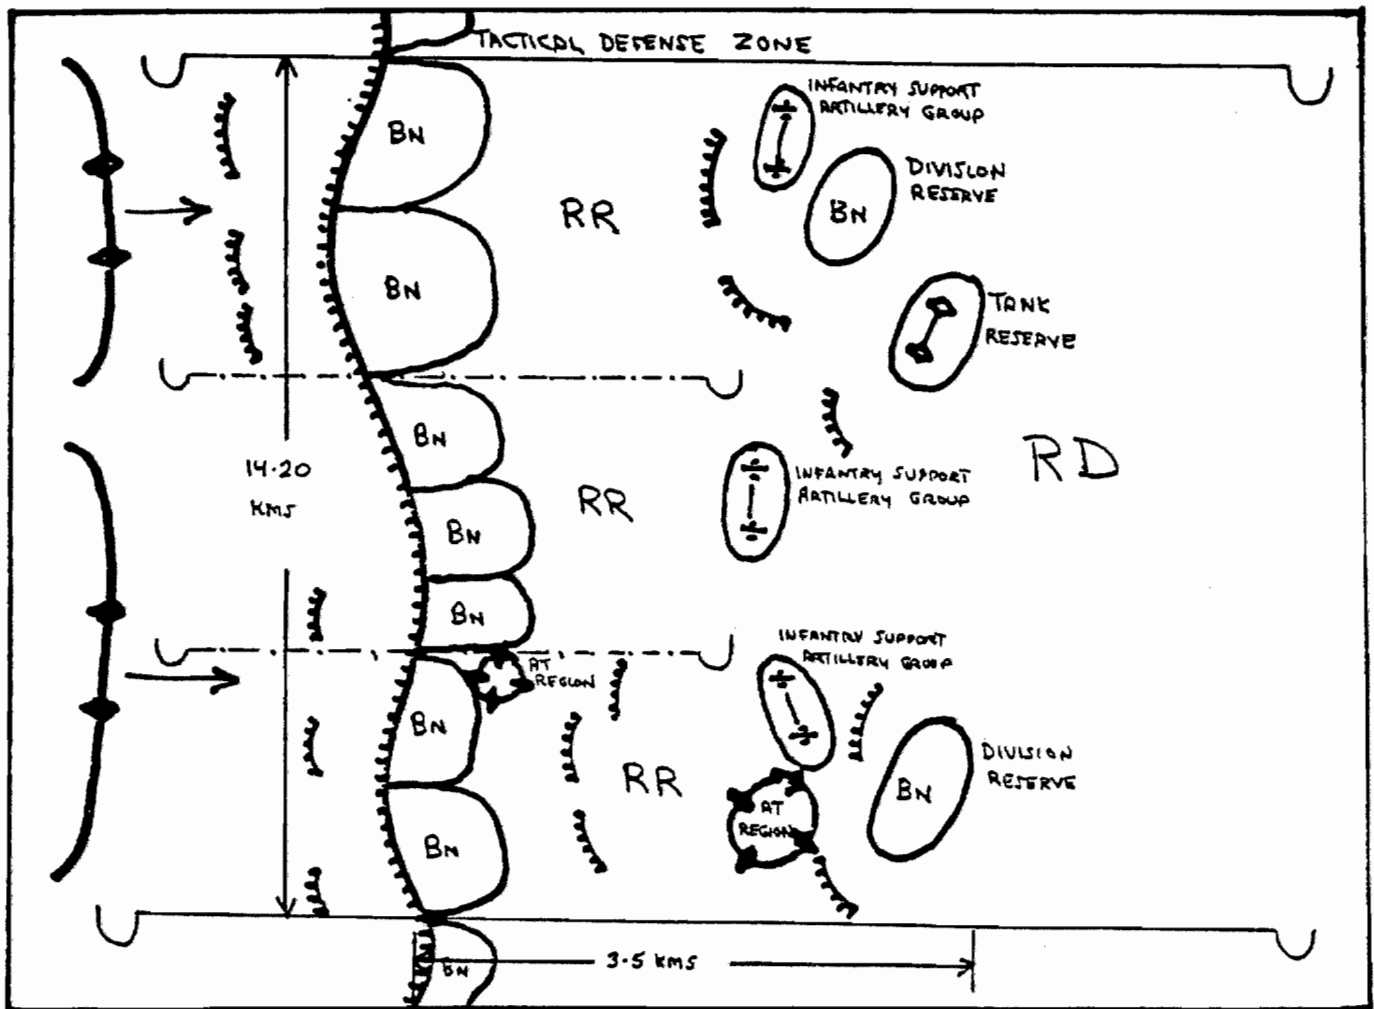 TACTICAL DEFENSE ZONE
INFANTRY SUPPORT
ARTILLERY GROUP
BN
DIVISION
RESERVE
RR
BN
BN
TANK
RESERVE
BN
RD
14-20
KMS
INFANTRY SUPPORT
ARTILLERY GROUP
RR
BN
BN
INFANTRY SUPPORT
ARTILLERY GROUP
AT
REGION
BN
DIVISION
RESERVE
RR
BN
AT
REGION
BN
3-5 KMS
BN